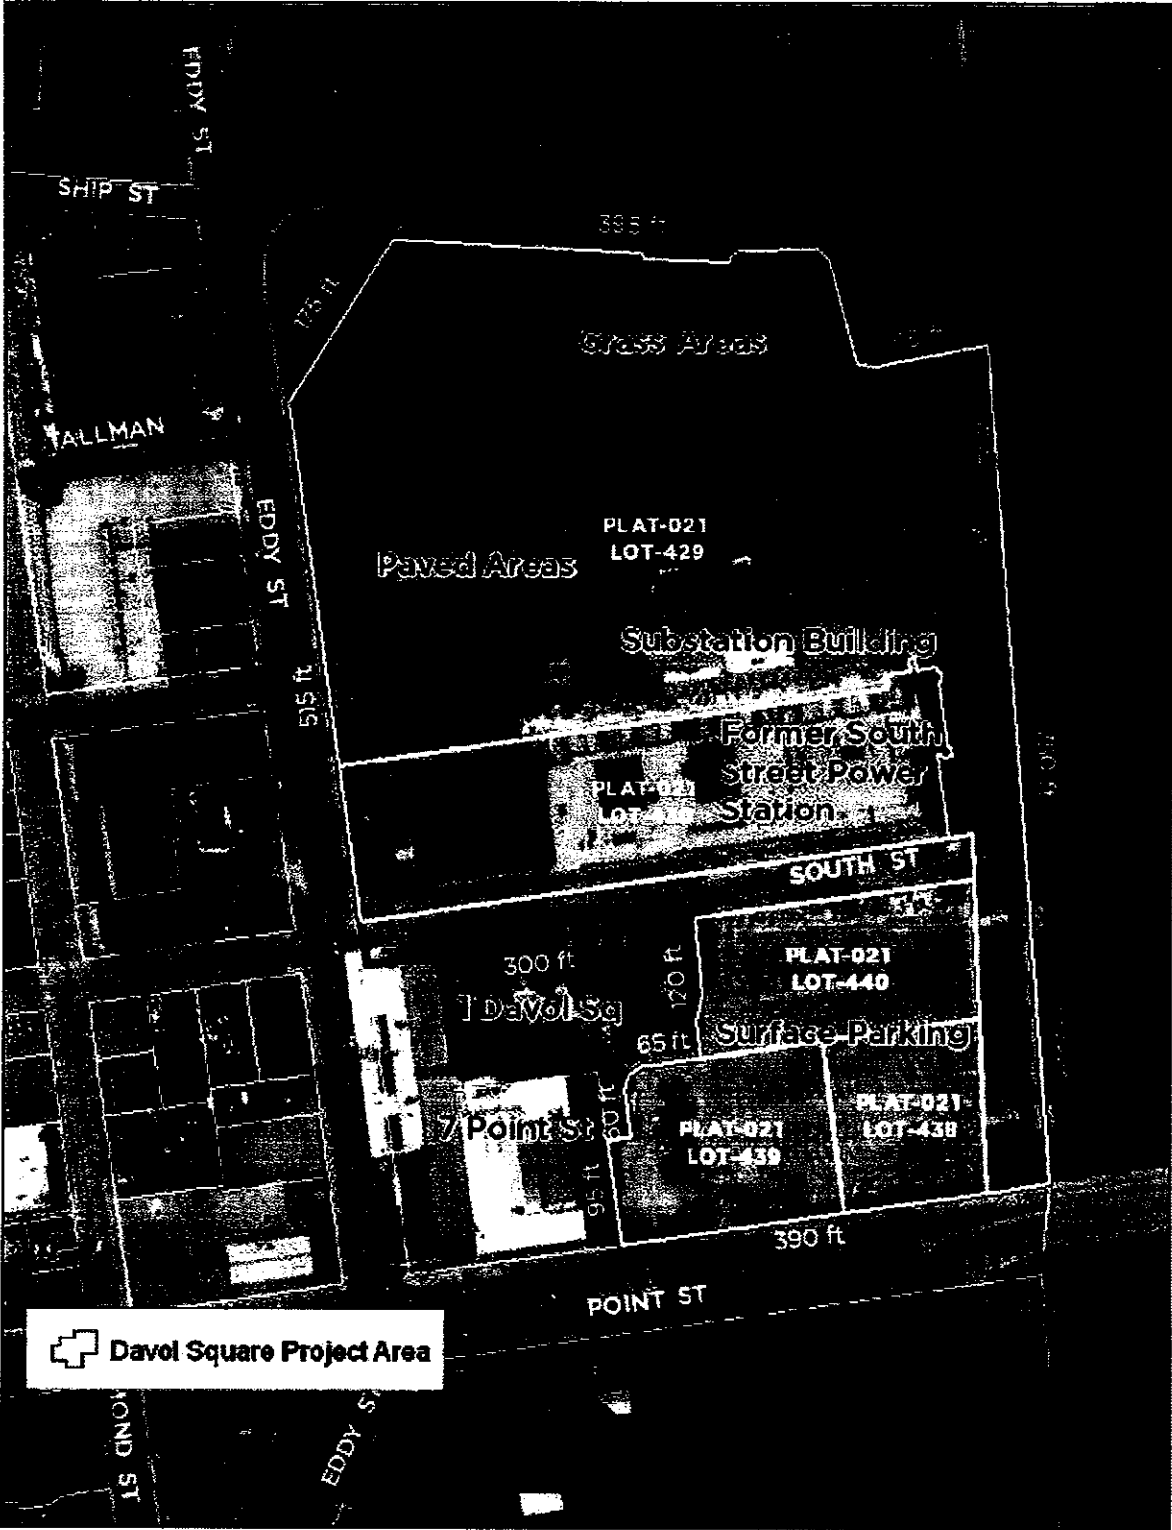 EDDY ST
SHIP ST
395 ft
175 ft
Grass Areas
TALLMAN
EDDY ST
PLAT-021
LOT-429
Paved Areas
Substation Building
515 ft
Former South
Street Power
Station
PLAT-021
SOUTH ST
PLAT-021
LOT-440
300 ft
120 ft
1 Davol Sq
65 ft
Surface Parking
7 Point St
60 ft
PLAT-021
LOT-439
PLAT-021
LOT-438
95 ft
390 ft
POINT ST
Davol Square Project Area
OND ST
EDDY S